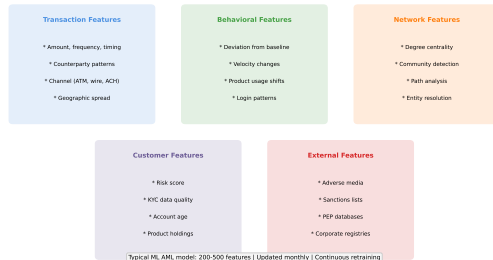 Transaction Features
* Amount, frequency, timing
* Counterparty patterns
* Channel (ATM, wire, ACH)
* Geographic spread
Behavioral Features
* Deviation from baseline
* Velocity changes
* Product usage shifts
* Login patterns
Network Features
* Degree centrality
* Community detection
* Path analysis
* Entity resolution
Customer Features
* Risk score
* KYC data quality
* Account age
* Product holdings
External Features
* Adverse media
* Sanctions lists
* PEP databases
* Corporate registries
Typical ML AML model: 200-500 features | Updated monthly | Continuous retraining